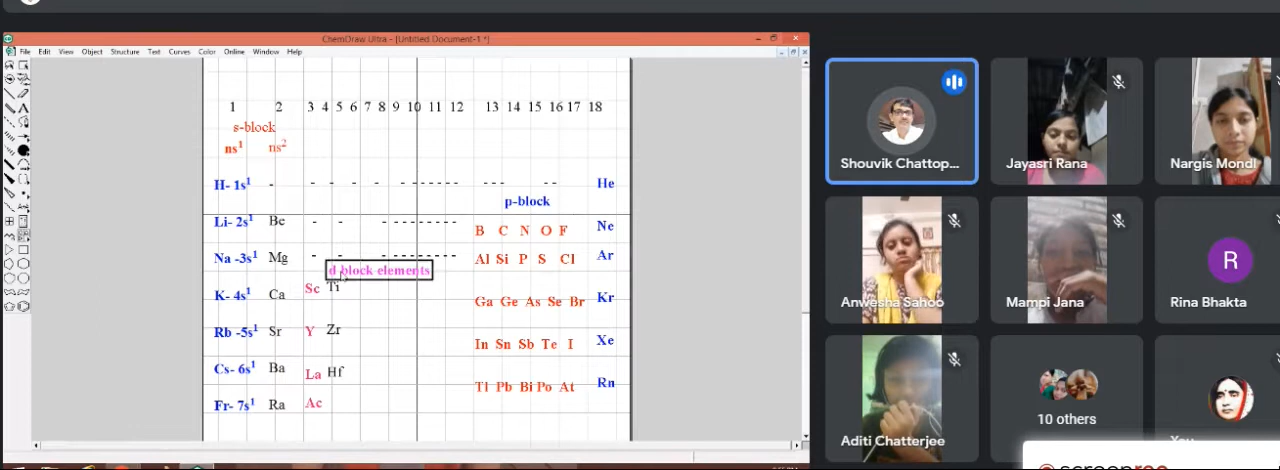 ChemDraw Ultra - [Untitled Document-1 *]
File Edit View Object Structure Text Curves Color Online Window Help
1 2 3 4 5 6 7 8 9 10 11 12 13 14 15 16 17 18
s-block
ns¹ ns²
H- 1s¹ - - - - - - - - - - - - - - - - - He
p-block
Li- 2s¹ Be - - - - - - - - - - B C N O F Ne
Na -3s¹ Mg - - - - - - - - - - Al Si P S Cl Ar
d block elements
K- 4s¹ Ca Sc Ti Ga Ge As Se Br Kr
Rb -5s¹ Sr Y Zr In Sn Sb Te I Xe
Cs- 6s¹ Ba La Hf Tl Pb Bi Po At Rn
Fr- 7s¹ Ra Ac
Shouvik Chattop...
Jayasri Rana
Nargis Mondl
Anwesha Sahoo
Mampi Jana
R
Rina Bhakta
Aditi Chatterjee
10 others
You